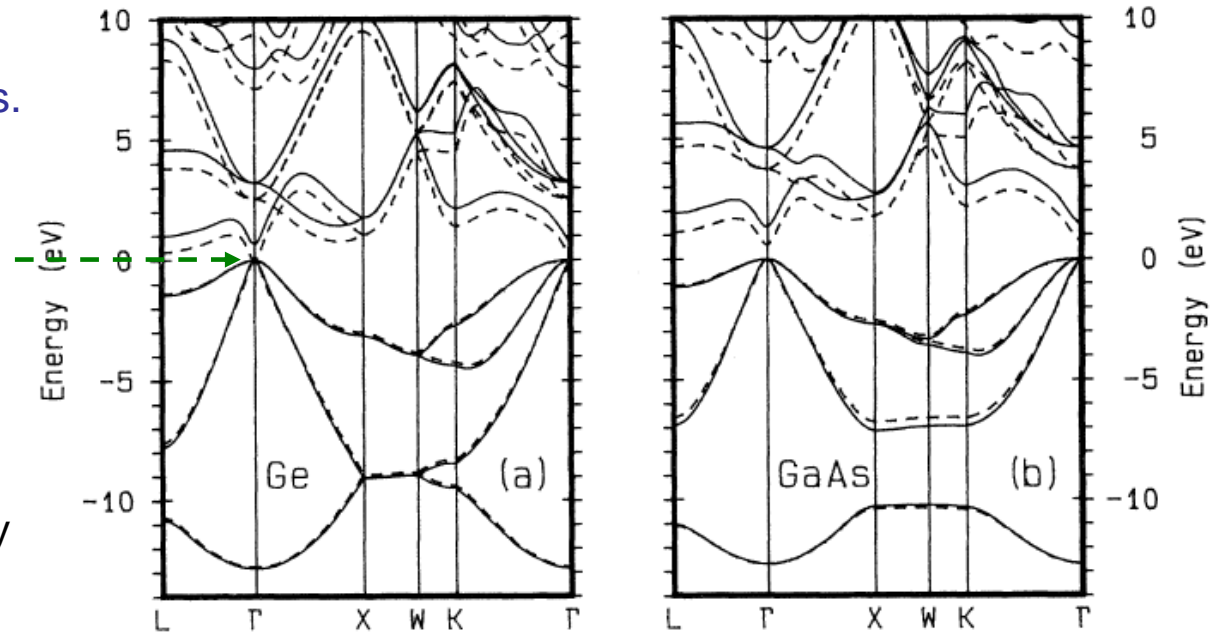 s.
y
10
5
0
-5
-10
Energy (eV)
Ge
(a)
L Γ X W K Γ
GaAs
(b)
L Γ X W K Γ
10
5
0
-5
-10
Energy (eV)